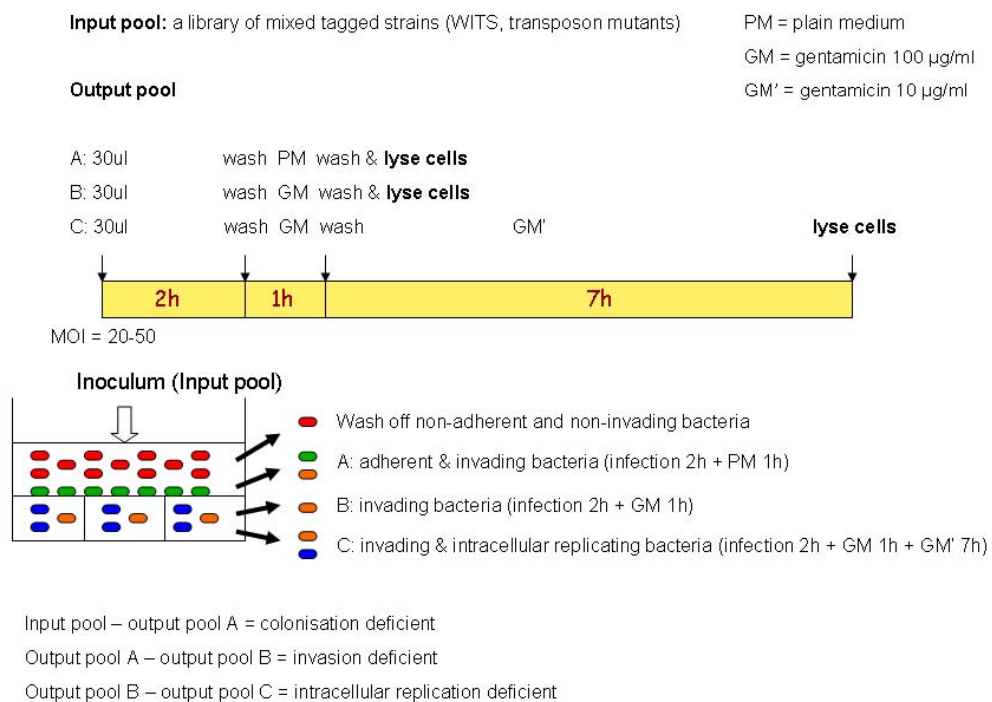 Input pool: a library of mixed tagged strains (WITS, transposon mutants)
PM = plain medium
GM = gentamicin 100 µg/ml
Output pool
GM' = gentamicin 10 µg/ml
A: 30ul wash PM wash & lyse cells
B: 30ul wash GM wash & lyse cells
C: 30ul wash GM wash GM' lyse cells
2h 1h 7h
MOI = 20-50
Inoculum (Input pool)
Wash off non-adherent and non-invading bacteria
A: adherent & invading bacteria (infection 2h + PM 1h)
B: invading bacteria (infection 2h + GM 1h)
C: invading & intracellular replicating bacteria (infection 2h + GM 1h + GM' 7h)
Input pool – output pool A = colonisation deficient
Output pool A – output pool B = invasion deficient
Output pool B – output pool C = intracellular replication deficient